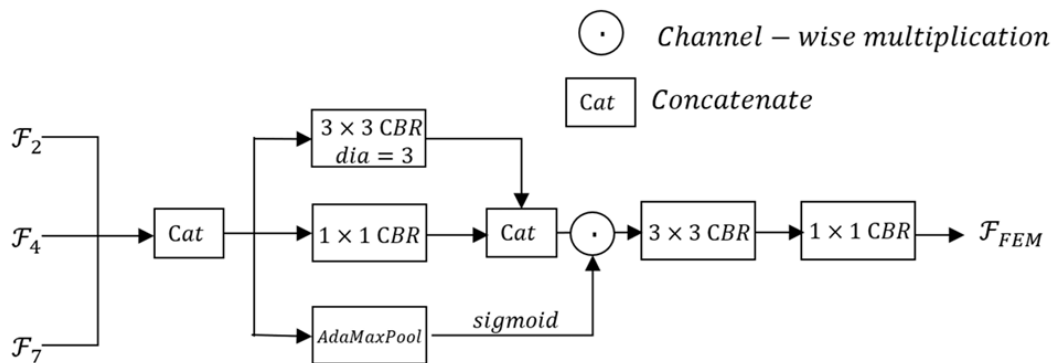 · Channel − wise multiplication
Cat Concatenate
ℱ₂
3 × 3 CBR
dia = 3
ℱ₄
Cat
1 × 1 CBR
Cat
·
3 × 3 CBR
1 × 1 CBR
ℱ_FEM
ℱ₇
AdaMaxPool
sigmoid